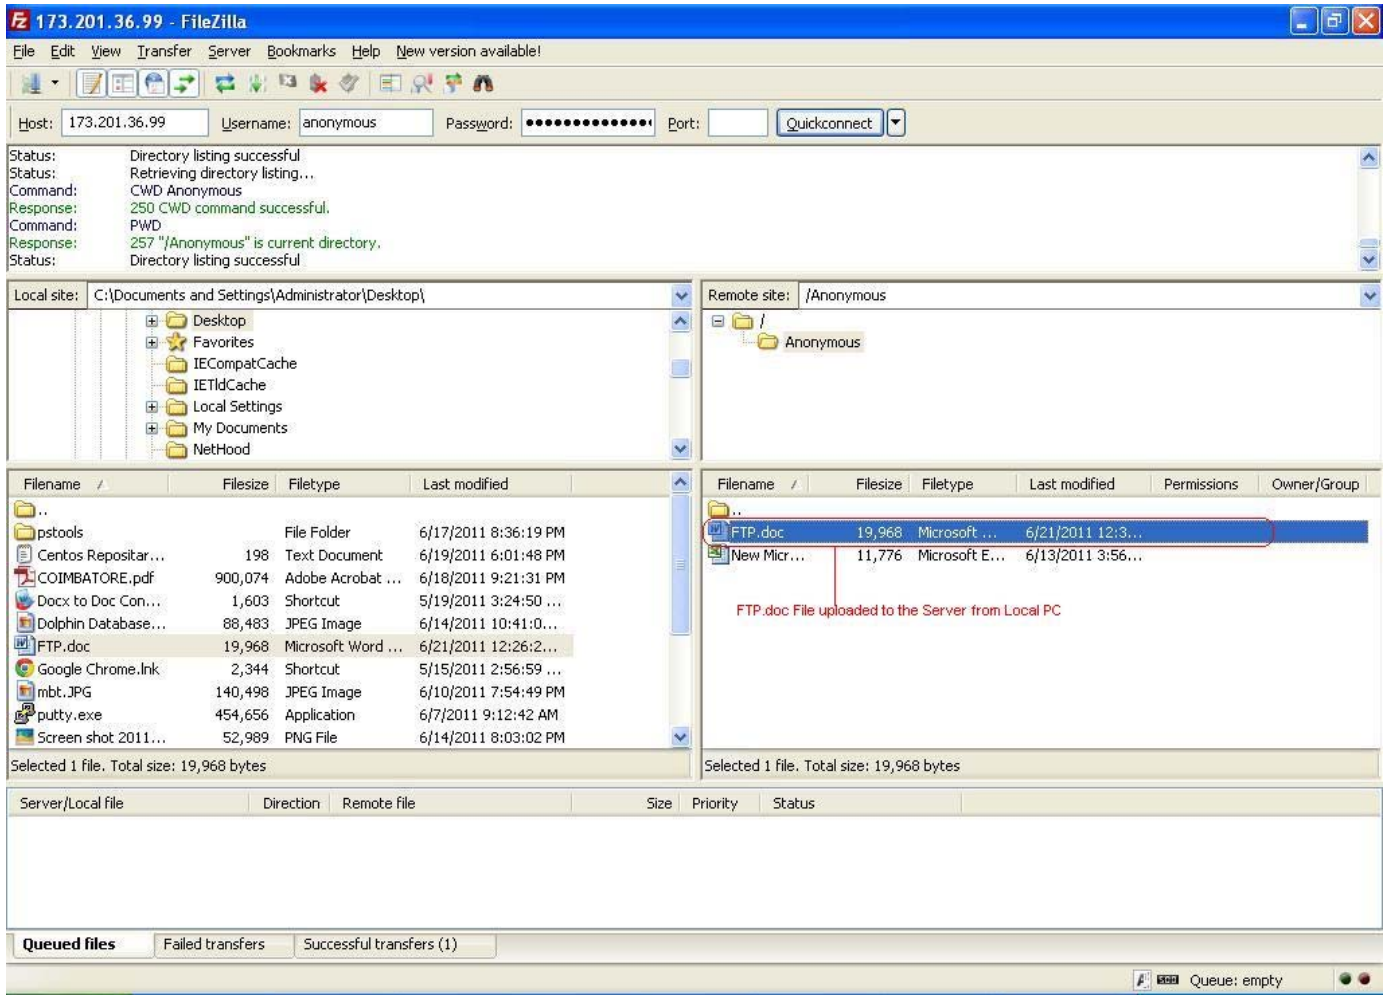 173.201.36.99 - FileZilla
File Edit View Transfer Server Bookmarks Help New version available!
Host: 173.201.36.99 Username: anonymous Password: ●●●●●●●●●●●●●● Port: Quickconnect
Status: Directory listing successful
Status: Retrieving directory listing...
Command: CWD Anonymous
Response: 250 CWD command successful.
Command: PWD
Response: 257 "/Anonymous" is current directory.
Status: Directory listing successful
Local site: C:\Documents and Settings\Administrator\Desktop\
Desktop
Favorites
IECompatCache
IETldCache
Local Settings
My Documents
NetHood
Remote site: /Anonymous
/
Anonymous
Filename / Filesize Filetype Last modified
..
pstools File Folder 6/17/2011 8:36:19 PM
Centos Repositar... 198 Text Document 6/19/2011 6:01:48 PM
COIMBATORE.pdf 900,074 Adobe Acrobat ... 6/18/2011 9:21:31 PM
Docx to Doc Con... 1,603 Shortcut 5/19/2011 3:24:50 ...
Dolphin Database... 88,483 JPEG Image 6/14/2011 10:41:0...
FTP.doc 19,968 Microsoft Word ... 6/21/2011 12:26:2...
Google Chrome.lnk 2,344 Shortcut 5/15/2011 2:56:59 ...
mbt.JPG 140,498 JPEG Image 6/10/2011 7:54:49 PM
putty.exe 454,656 Application 6/7/2011 9:12:42 AM
Screen shot 2011... 52,989 PNG File 6/14/2011 8:03:02 PM
Selected 1 file. Total size: 19,968 bytes
Filename / Filesize Filetype Last modified Permissions Owner/Group
..
FTP.doc 19,968 Microsoft ... 6/21/2011 12:3...
New Micr... 11,776 Microsoft E... 6/13/2011 3:56...
FTP.doc File uploaded to the Server from Local PC
Selected 1 file. Total size: 19,968 bytes
Server/Local file Direction Remote file Size Priority Status
Queued files Failed transfers Successful transfers (1)
Queue: empty